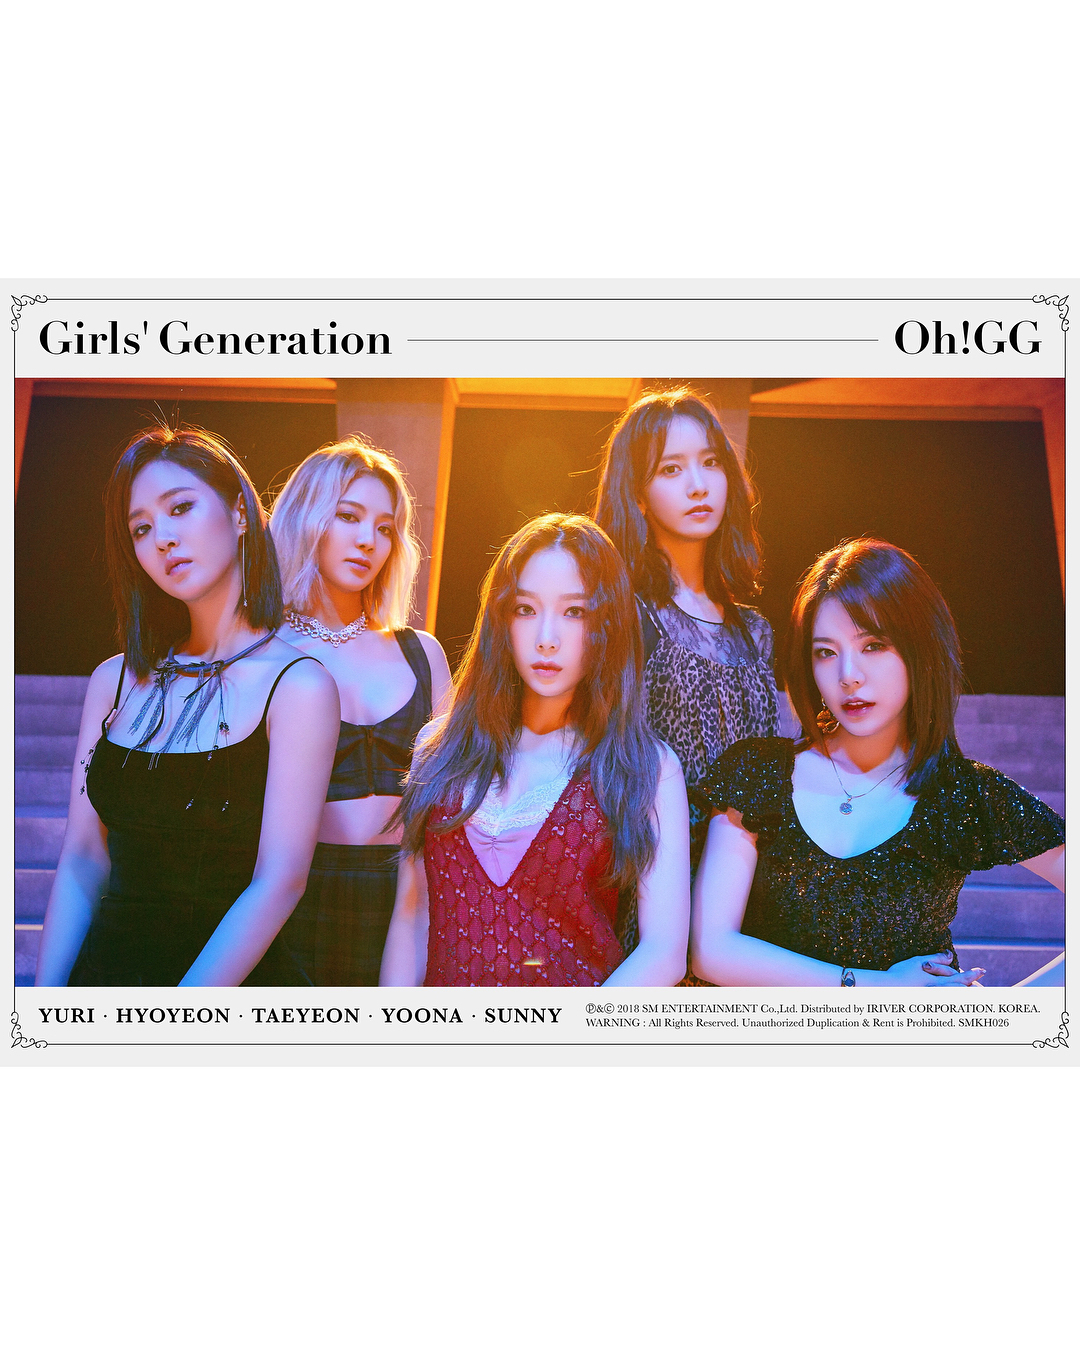 Girls' Generation
Oh!GG
YURI · HYOYEON · TAEYEON · YOONA · SUNNY
Ⓟ&Ⓒ 2018 SM ENTERTAINMENT Co.,Ltd. Distributed by IRIVER CORPORATION. KOREA.
WARNING : All Rights Reserved. Unauthorized Duplication & Rent is Prohibited. SMKH026